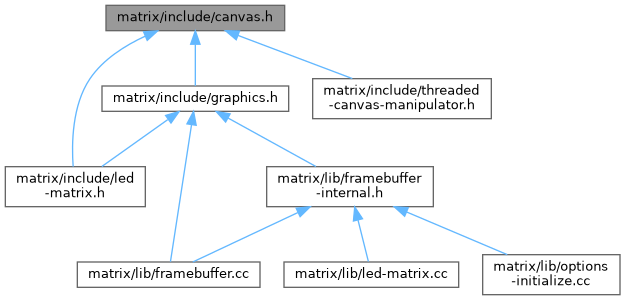 matrix/include/canvas.h
matrix/include/threaded
-canvas-manipulator.h
matrix/include/graphics.h
matrix/include/led
-matrix.h
matrix/lib/framebuffer
-internal.h
matrix/lib/framebuffer.cc
matrix/lib/led-matrix.cc
matrix/lib/options
-initialize.cc